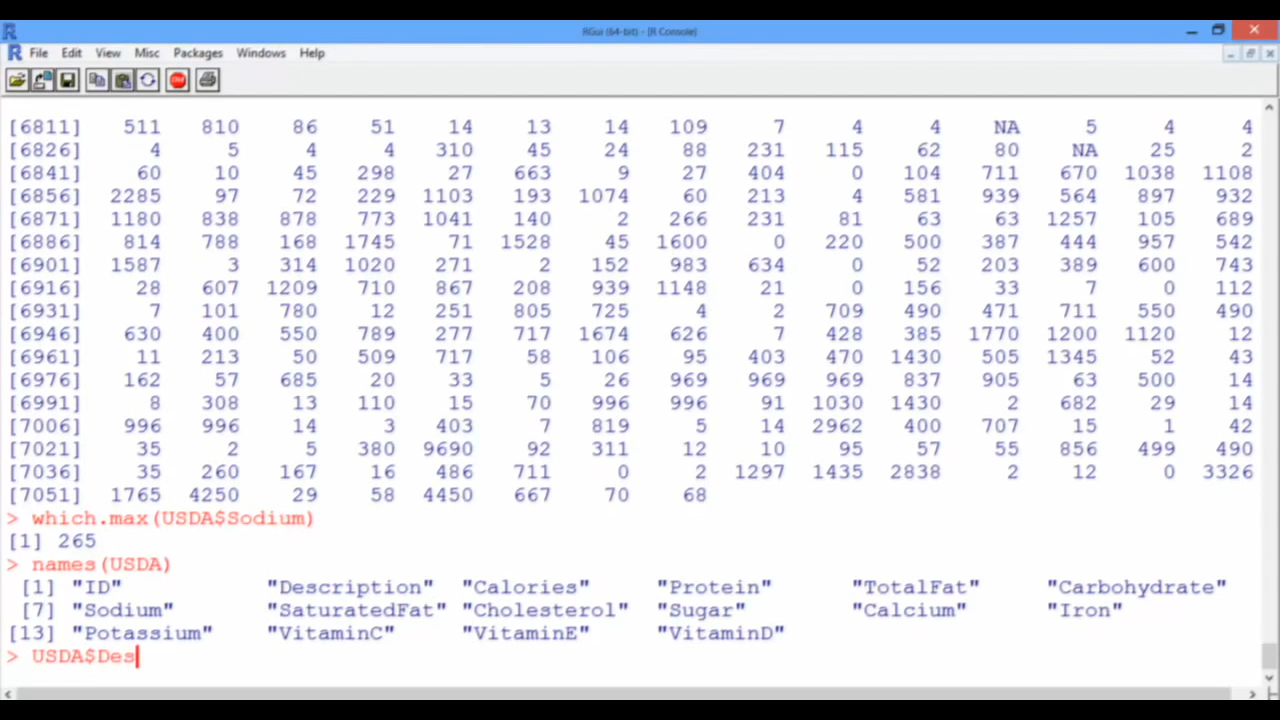 RGui (64-bit) - [R Console]
File Edit View Misc Packages Windows Help
STOP
[6811] 511 810 86 51 14 13 14 109 7 4 4 NA 5 4 4
[6826] 4 5 4 4 310 45 24 88 231 115 62 80 NA 25 2
[6841] 60 10 45 298 27 663 9 27 404 0 104 711 670 1038 1108
[6856] 2285 97 72 229 1103 193 1074 60 213 4 581 939 564 897 932
[6871] 1180 838 878 773 1041 140 2 266 231 81 63 63 1257 105 689
[6886] 814 788 168 1745 71 1528 45 1600 0 220 500 387 444 957 542
[6901] 1587 3 314 1020 271 2 152 983 634 0 52 203 389 600 743
[6916] 28 607 1209 710 867 208 939 1148 21 0 156 33 7 0 112
[6931] 7 101 780 12 251 805 725 4 2 709 490 471 711 550 490
[6946] 630 400 550 789 277 717 1674 626 7 428 385 1770 1200 1120 12
[6961] 11 213 50 509 717 58 106 95 403 470 1430 505 1345 52 43
[6976] 162 57 685 20 33 5 26 969 969 969 837 905 63 500 14
[6991] 8 308 13 110 15 70 996 996 91 1030 1430 2 682 29 14
[7006] 996 996 14 3 403 7 819 5 14 2962 400 707 15 1 42
[7021] 35 2 5 380 9690 92 311 12 10 95 57 55 856 499 490
[7036] 35 260 167 16 486 711 0 2 1297 1435 2838 2 12 0 3326
[7051] 1765 4250 29 58 4450 667 70 68
> which.max(USDA$Sodium)
[1] 265
> names(USDA)
[1] "ID" "Description" "Calories" "Protein" "TotalFat" "Carbohydrate"
[7] "Sodium" "SaturatedFat" "Cholesterol" "Sugar" "Calcium" "Iron"
[13] "Potassium" "VitaminC" "VitaminE" "VitaminD"
> USDA$Des